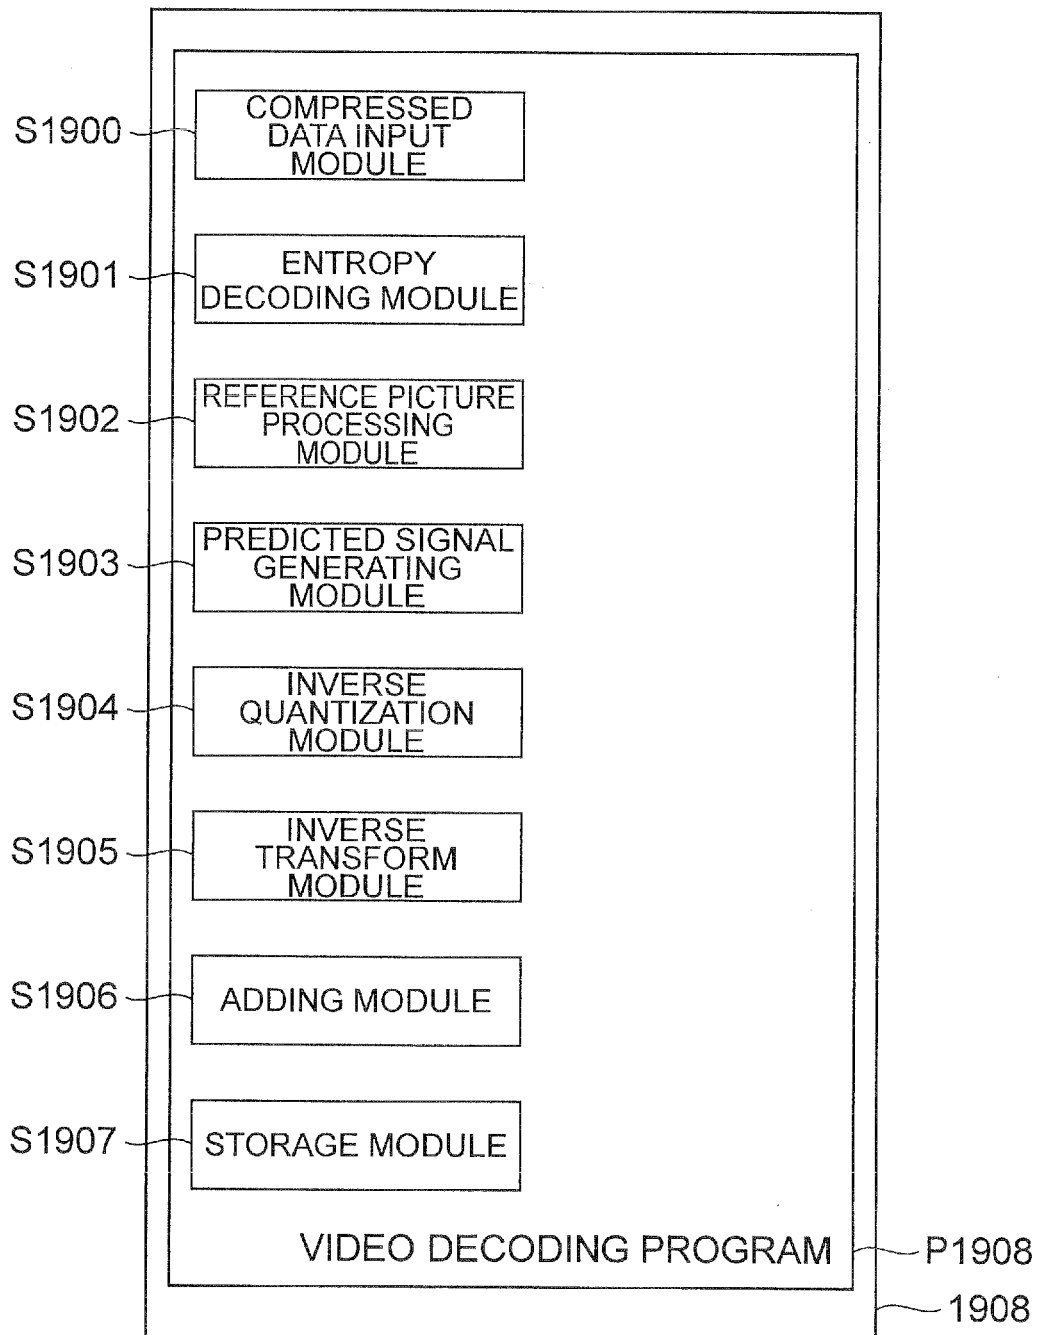 S1900
COMPRESSED
DATA INPUT
MODULE
S1901
ENTROPY
DECODING MODULE
S1902
REFERENCE PICTURE
PROCESSING
MODULE
S1903
PREDICTED SIGNAL
GENERATING
MODULE
S1904
INVERSE
QUANTIZATION
MODULE
S1905
INVERSE
TRANSFORM
MODULE
S1906
ADDING MODULE
S1907
STORAGE MODULE
VIDEO DECODING PROGRAM
P1908
1908